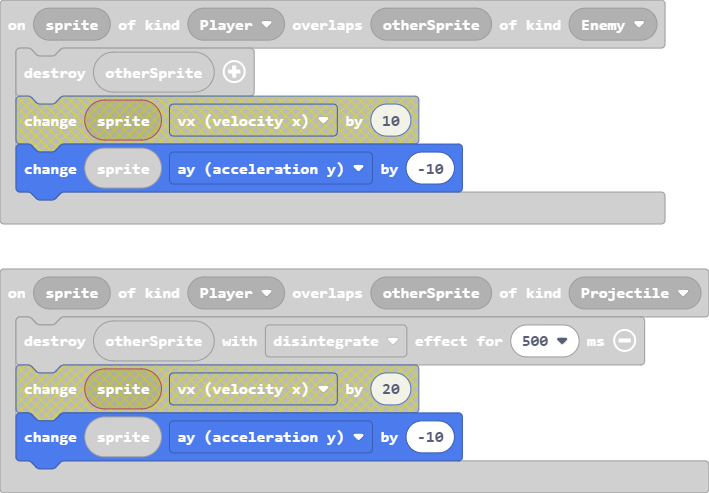 on sprite of kind Player overlaps otherSprite of kind Enemy
destroy otherSprite
change sprite vx (velocity x) by 10
change sprite ay (acceleration y) by -10
on sprite of kind Player overlaps otherSprite of kind Projectile
destroy otherSprite with disintegrate effect for 500 ms
change sprite vx (velocity x) by 20
change sprite ay (acceleration y) by -10